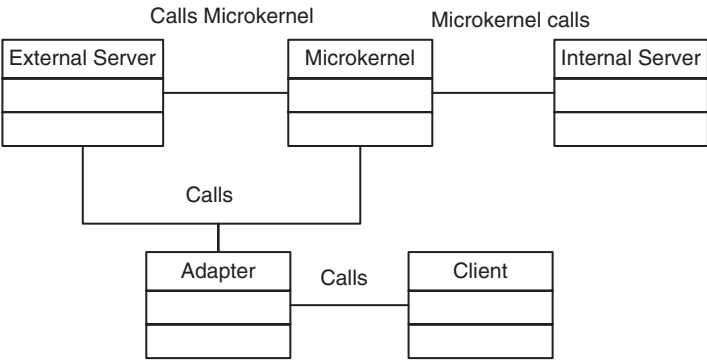 Calls Microkernel
Microkernel calls
External Server
Microkernel
Internal Server
Calls
Adapter
Calls
Client